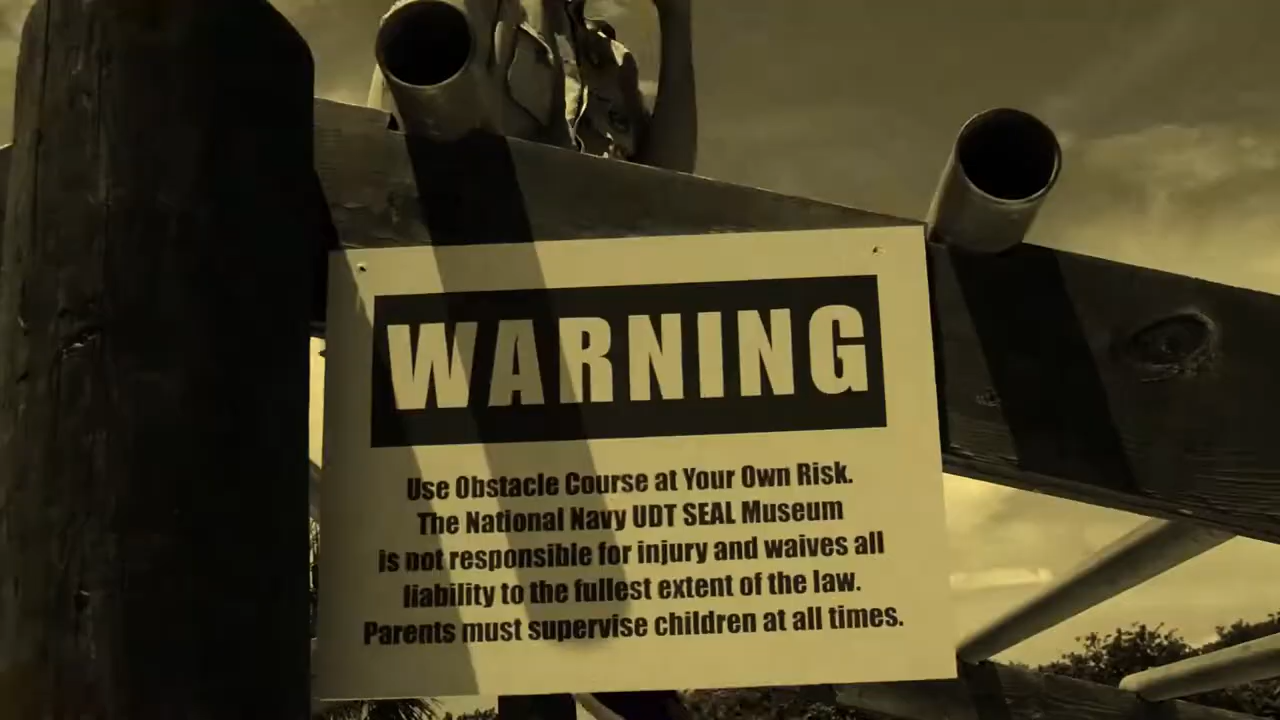 WARNING
Use Obstacle Course at Your Own Risk.
The National Navy UDT SEAL Museum
is not responsible for injury and waives all
liability to the fullest extent of the law.
Parents must supervise children at all times.